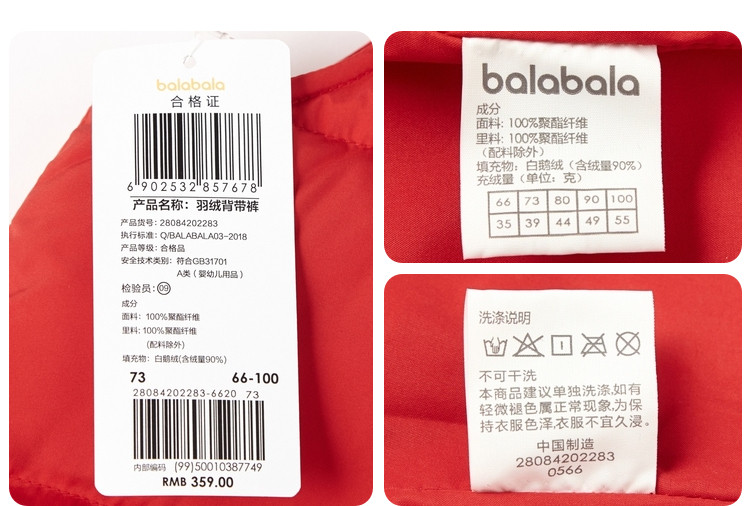 balabala
合格证
6 902532 857678
产品名称：羽绒背带裤
产品货号：28084202283
执行标准：Q/BALABALA03-2018
产品等级：合格品
安全技术类别：符合GB31701
A类（婴幼儿用品）
检验员：09
成分
面料：100%聚酯纤维
里料：100%聚酯纤维
（配料除外）
填充物：白鹅绒(含绒量90%)
73 66-100
28084202283-6620 73
内部编码 (99)50010387749
RMB 359.00
balabala
成分
面料：100%聚酯纤维
里料：100%聚酯纤维
（配料除外）
填充物：白鹅绒（含绒量90%）
充绒量（单位：克）
66 73 80 90 100
35 39 44 49 55
洗涤说明
不可干洗
本商品建议单独洗涤,如有
轻微褪色属正常现象,为保
持衣服色泽,衣服不宜久浸。
中国制造
28084202283
0566